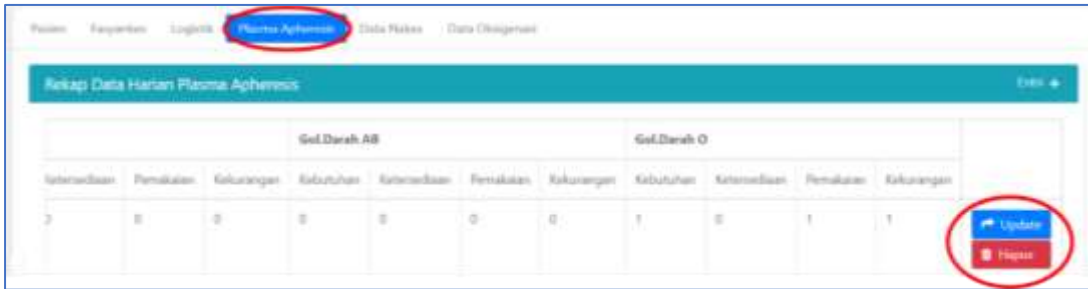 Pasien Fasyankes Logistik Plasma Apheresis Data Nakes Data Oksigenasi
Rekap Data Harian Plasma Apheresis Entri +
Gol.Darah AB Gol.Darah O
Ketersediaan Pemakaian Kekurangan Kebutuhan Ketersediaan Pemakaian Kekurangan Kebutuhan Ketersediaan Pemakaian Kekurangan
0 0 0 0 0 0 1 0 1 1
Update
Hapus